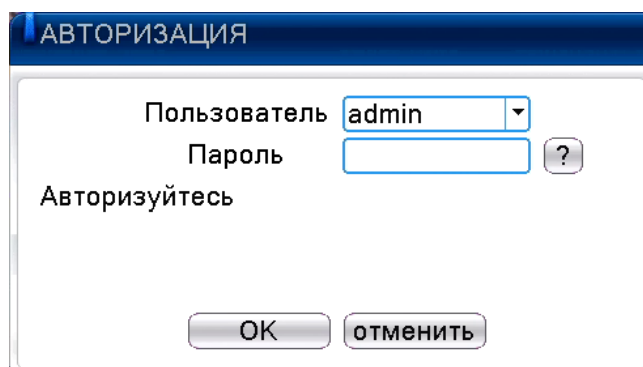 АВТОРИЗАЦИЯ
Пользователь admin
Пароль ?
Авторизуйтесь
OK отменить